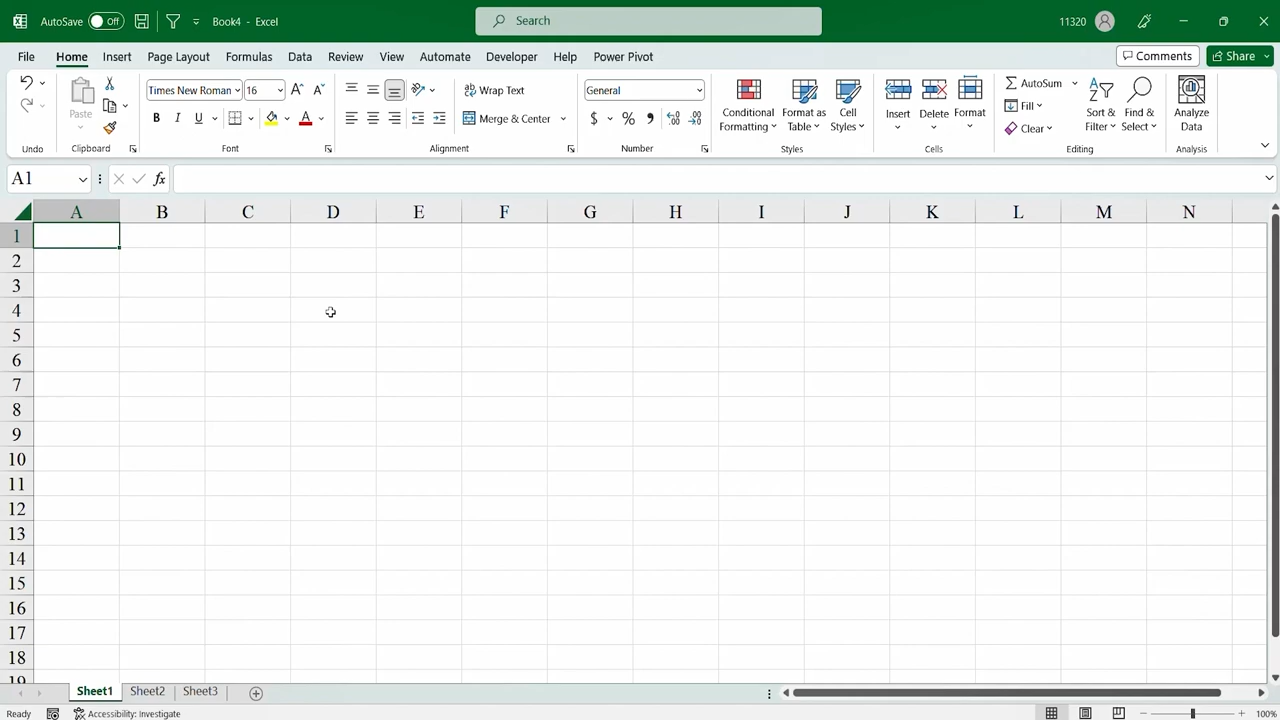 AutoSave Off Book4 - Excel Search 11320
File Home Insert Page Layout Formulas Data Review View Automate Developer Help Power Pivot Comments Share
Paste Times New Roman 16 Wrap Text General Conditional Formatting Format as Table Cell Styles Insert Delete Format AutoSum Sort & Filter Find & Select Analyze Data
B I U A Merge & Center $ % Fill
Clear
Undo Clipboard Font Alignment Number Styles Cells Editing Analysis
A1 fx
A B C D E F G H I J K L M N
1
2
3
4
5
6
7
8
9
10
11
12
13
14
15
16
17
18
19
Sheet1 Sheet2 Sheet3
Ready Accessibility: Investigate 100%